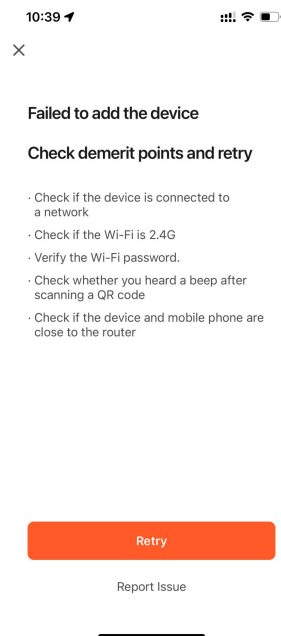 10:39
Failed to add the device
Check demerit points and retry
· Check if the device is connected to
a network
· Check if the Wi-Fi is 2.4G
· Verify the Wi-Fi password.
· Check whether you heard a beep after
scanning a QR code
· Check if the device and mobile phone are
close to the router
Retry
Report Issue